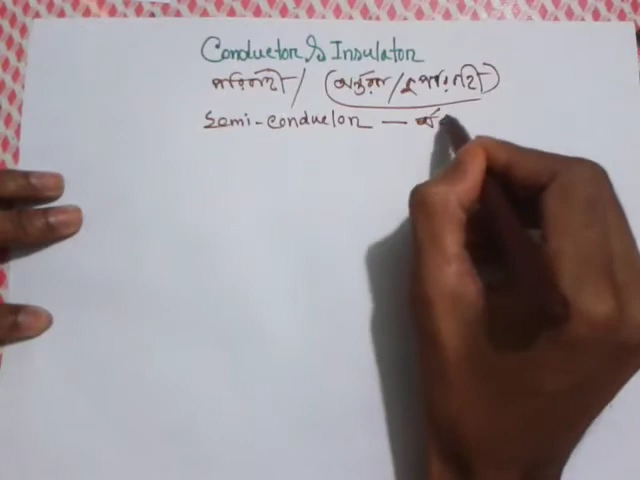 Conductor & Insulator
পরিবাহী / (অন্তরক / কুপরিবাহী)
Semi-conductor —